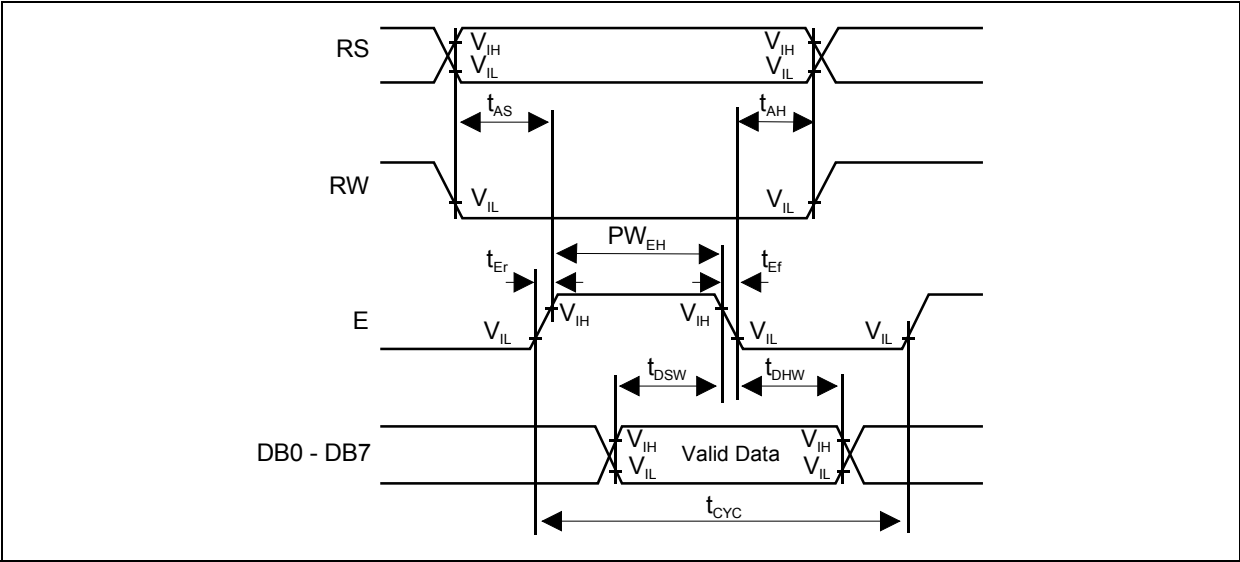 RS
V_IH
V_IL
V_IH
V_IL
t_AS
t_AH
RW
V_IL
V_IL
PW_EH
t_Er
t_Ef
E
V_IL
V_IH
V_IH
V_IL
V_IL
t_DSW
t_DHW
DB0 - DB7
V_IH
V_IL
Valid Data
V_IH
V_IL
t_CYC